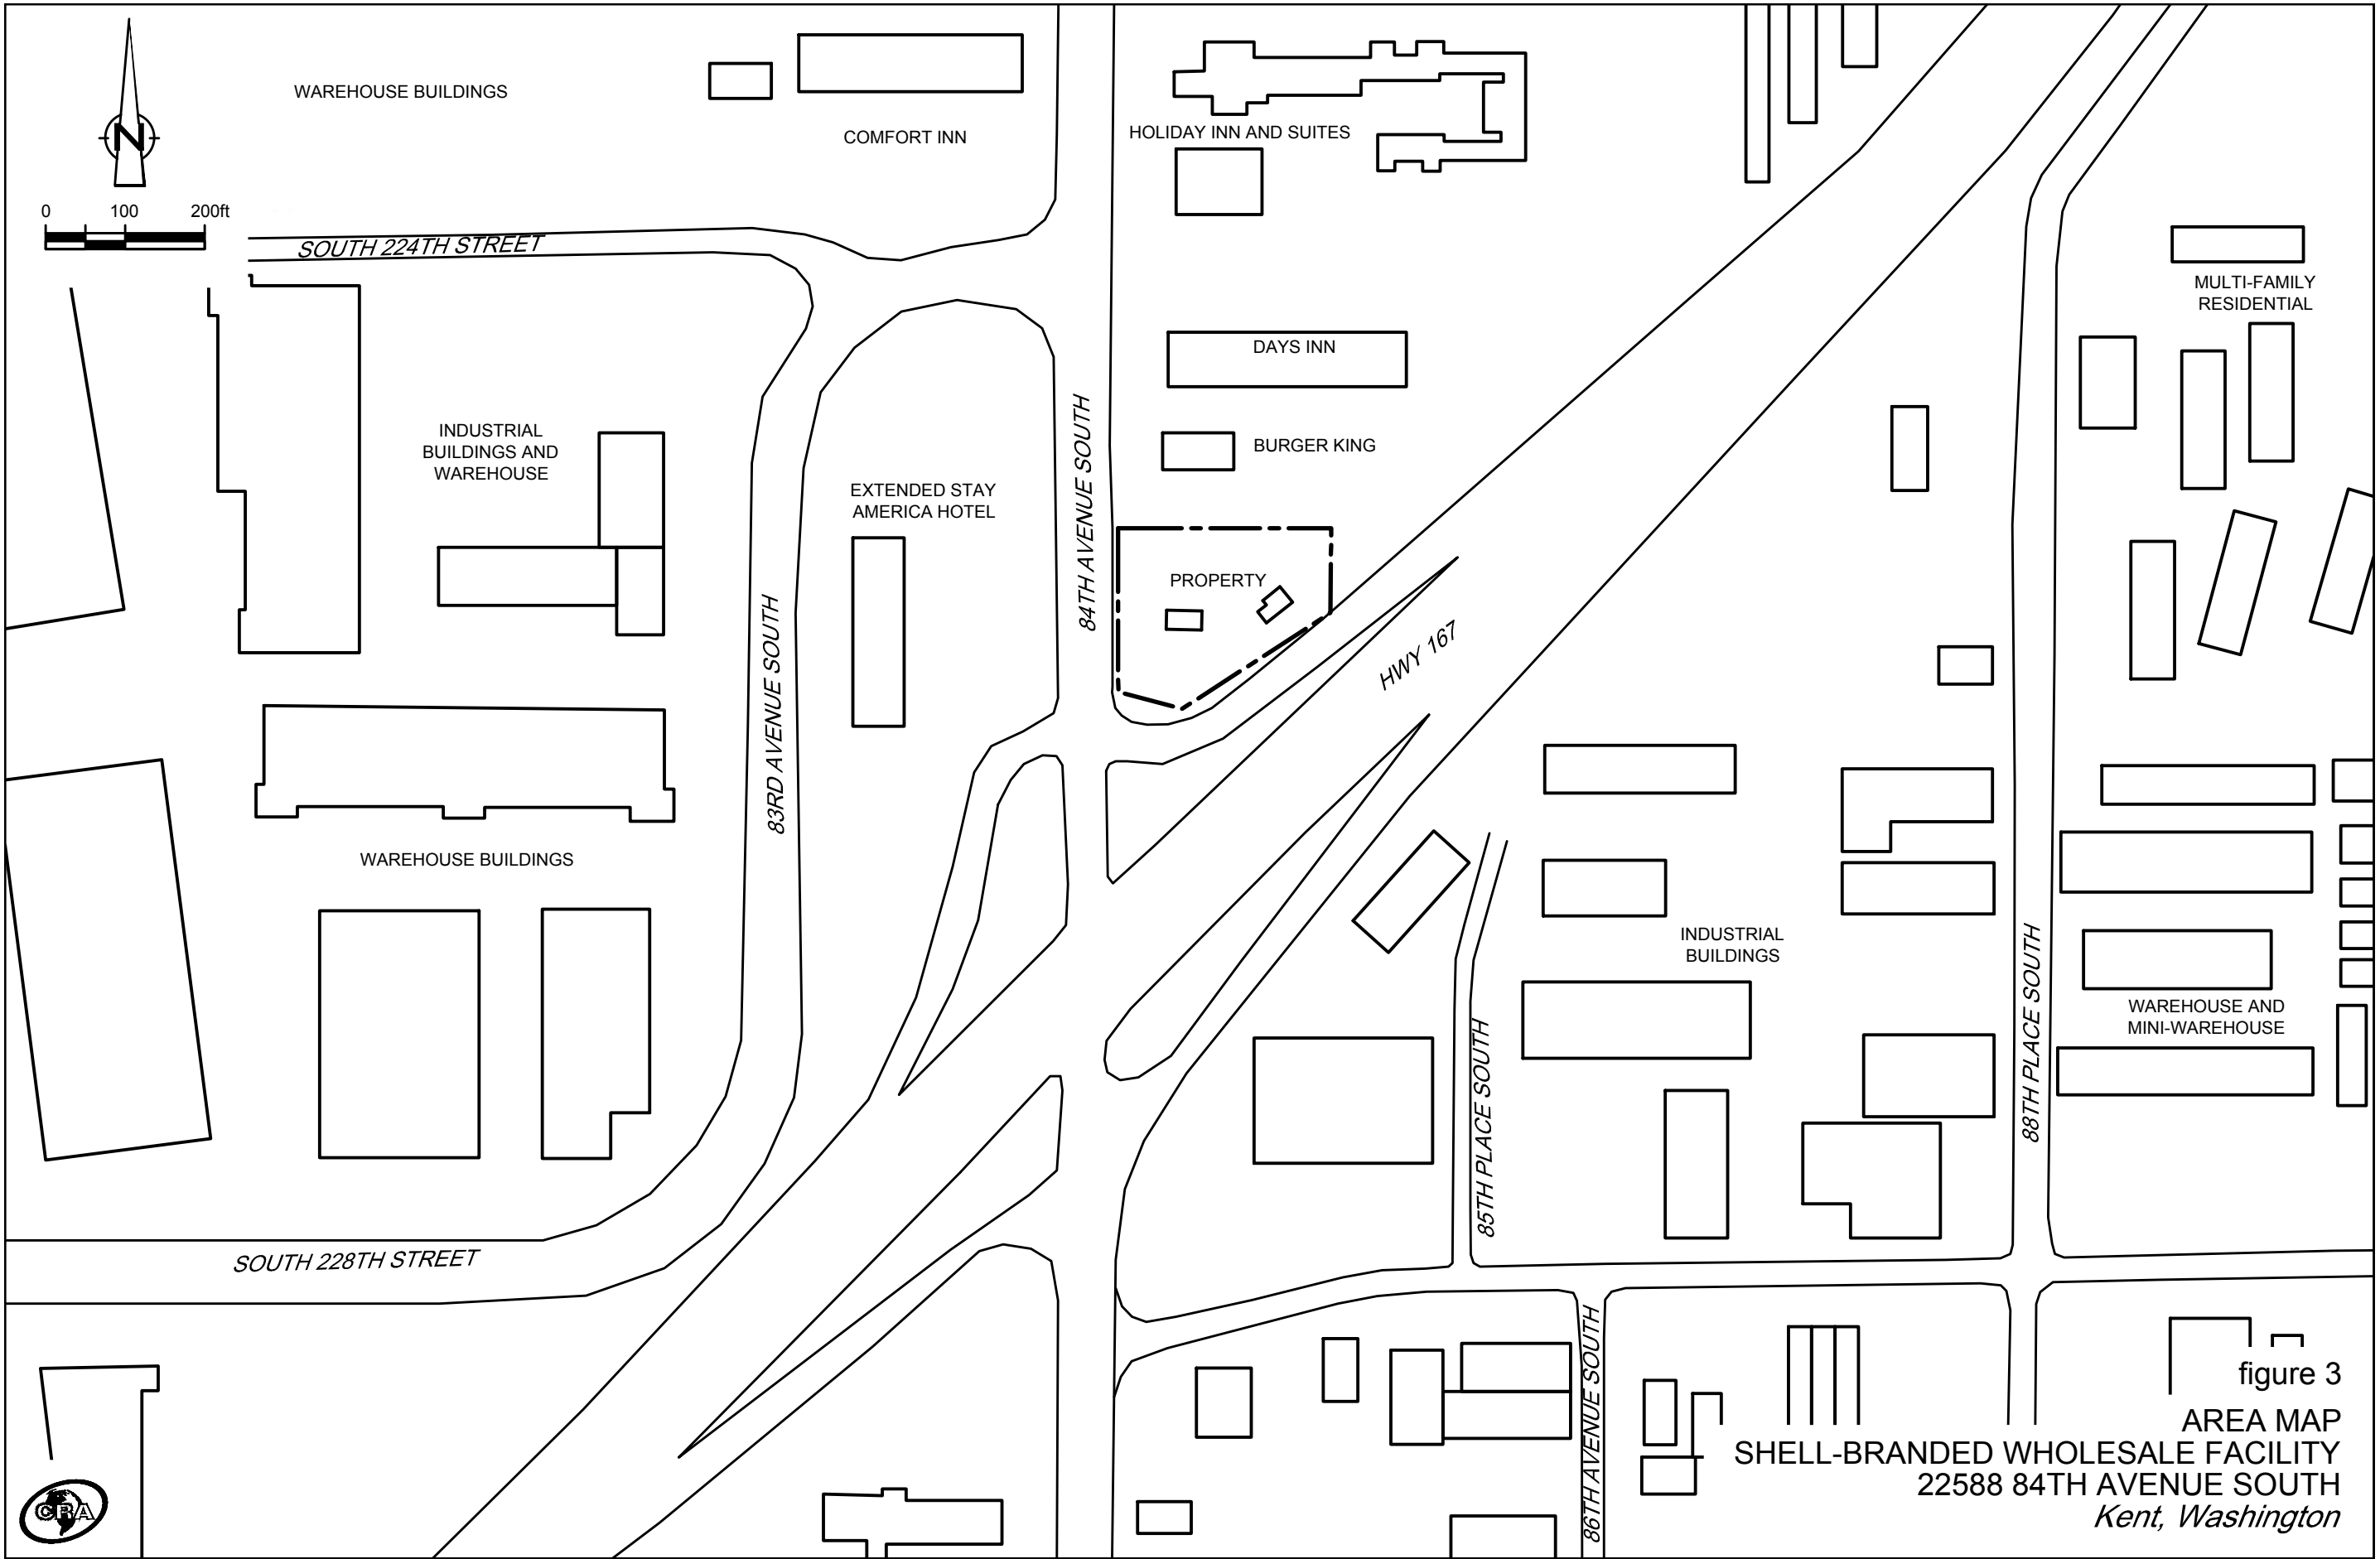 WAREHOUSE BUILDINGS
COMFORT INN
HOLIDAY INN AND SUITES
N
0 100 200ft
SOUTH 224TH STREET
MULTI-FAMILY
RESIDENTIAL
DAYS INN
84TH AVENUE SOUTH
BURGER KING
INDUSTRIAL
BUILDINGS AND
WAREHOUSE
EXTENDED STAY
AMERICA HOTEL
PROPERTY
HWY 167
83RD AVENUE SOUTH
WAREHOUSE BUILDINGS
INDUSTRIAL
BUILDINGS
88TH PLACE SOUTH
WAREHOUSE AND
MINI-WAREHOUSE
85TH PLACE SOUTH
SOUTH 228TH STREET
86TH AVENUE SOUTH
figure 3
AREA MAP
SHELL-BRANDED WHOLESALE FACILITY
22588 84TH AVENUE SOUTH
Kent, Washington
CRA